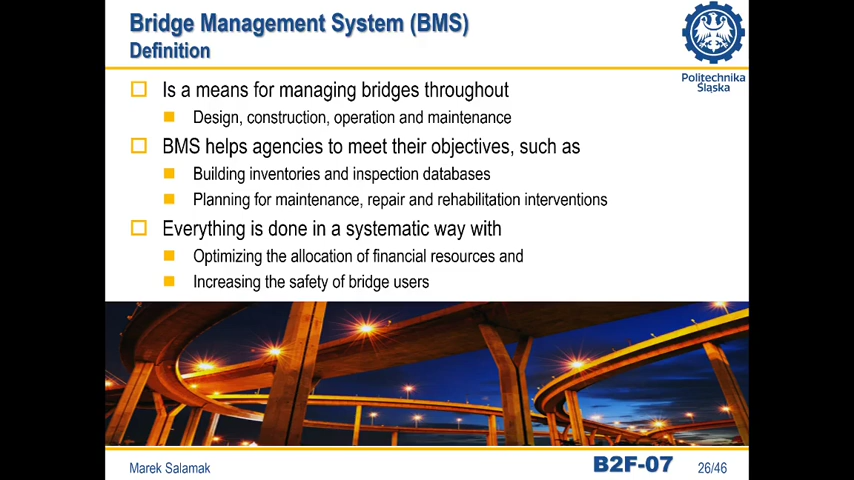 Bridge Management System (BMS)
Definition
Politechnika
Śląska
Is a means for managing bridges throughout
Design, construction, operation and maintenance
BMS helps agencies to meet their objectives, such as
Building inventories and inspection databases
Planning for maintenance, repair and rehabilitation interventions
Everything is done in a systematic way with
Optimizing the allocation of financial resources and
Increasing the safety of bridge users
Marek Salamak
B2F-07
26/46